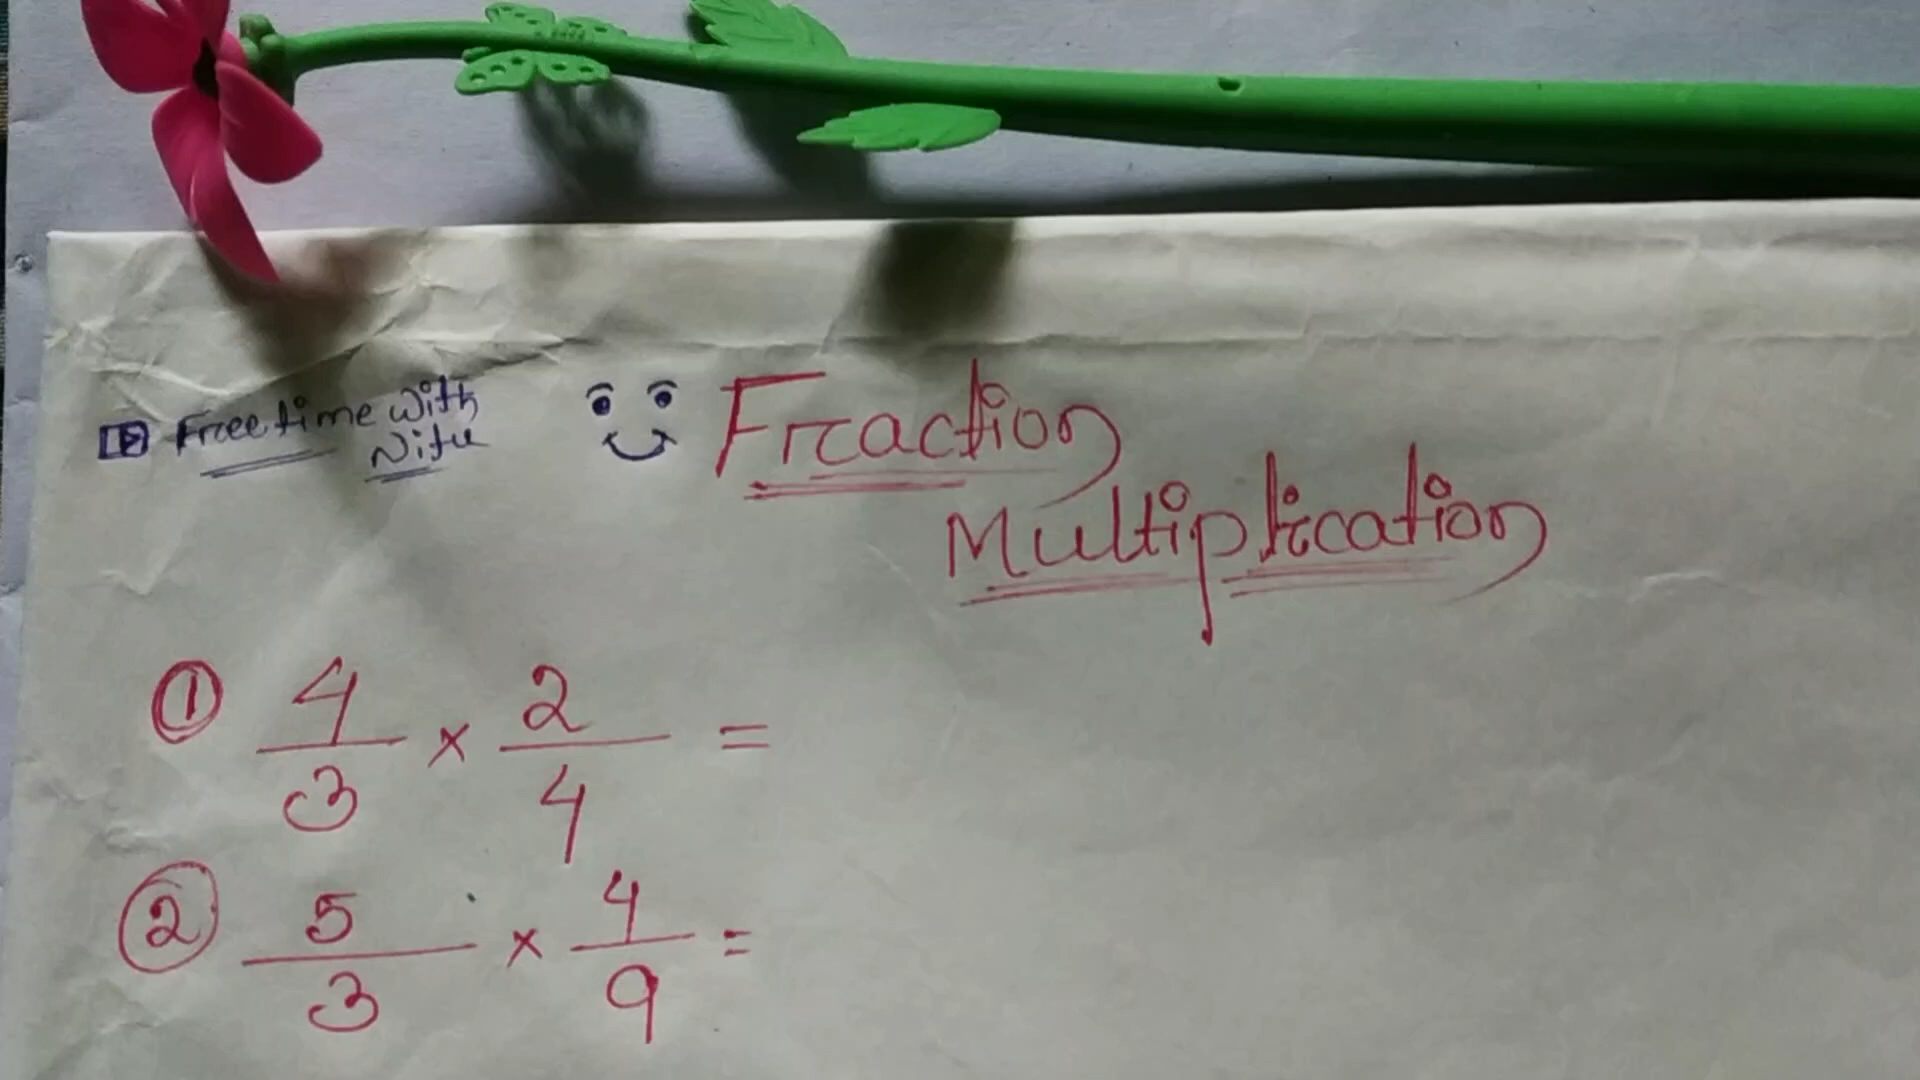 Free time with
Nitu
Fraction
Multiplication
① 4/3 × 2/4 =
② 5/3 × 4/9 =